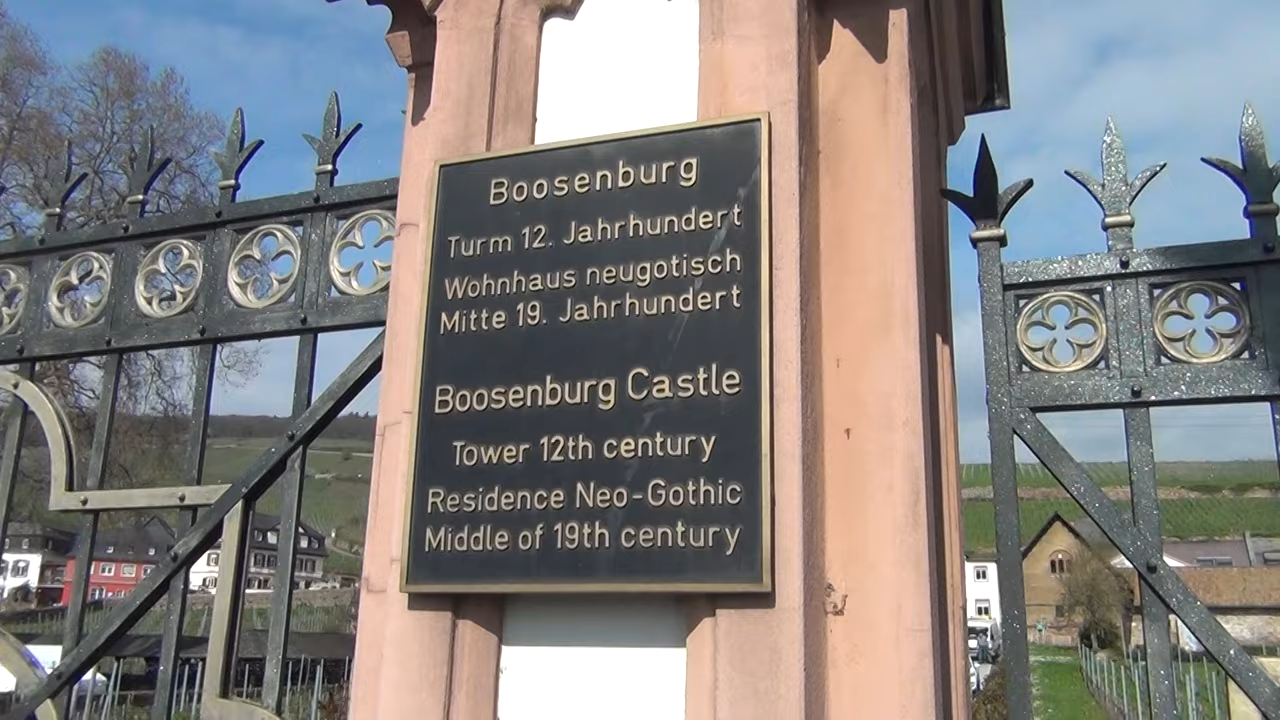 Boosenburg
Turm 12. Jahrhundert
Wohnhaus neugotisch
Mitte 19. Jahrhundert
Boosenburg Castle
Tower 12th century
Residence Neo-Gothic
Middle of 19th century